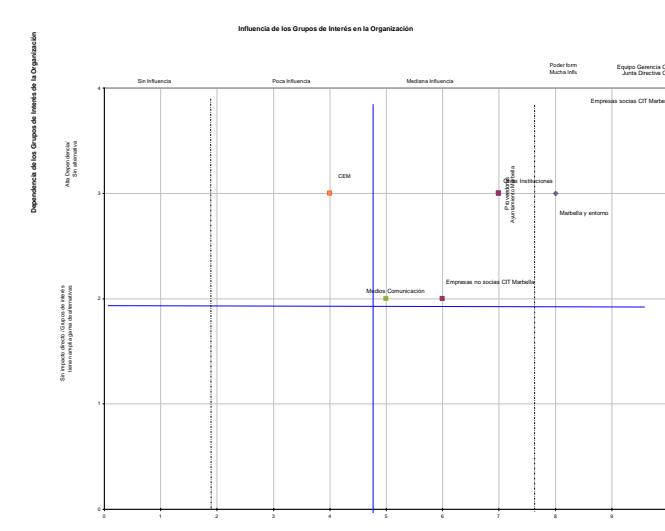 Influencia de los Grupos de Interés en la Organización
Dependencia de los Grupos de Interés de la Organización
Poder form
Mucha Influ
Equipo Gerencia C
Junta Directiva C
Sin Influencia
Poca Influencia
Mediana Influencia
Empresas socias CIT Marbe
Alta Dependencia/
Sin alternativa
CEM
Otras Instituciones
Proveedores
Ayuntamiento Marbella
Marbella y entorno
Empresas no socias CIT Marbella
Medios Comunicación
Sin impacto directo /Grupos de interés
tienen amplia gama de alternativas
4
3
2
1
0
0 1 2 3 4 5 6 7 8 9